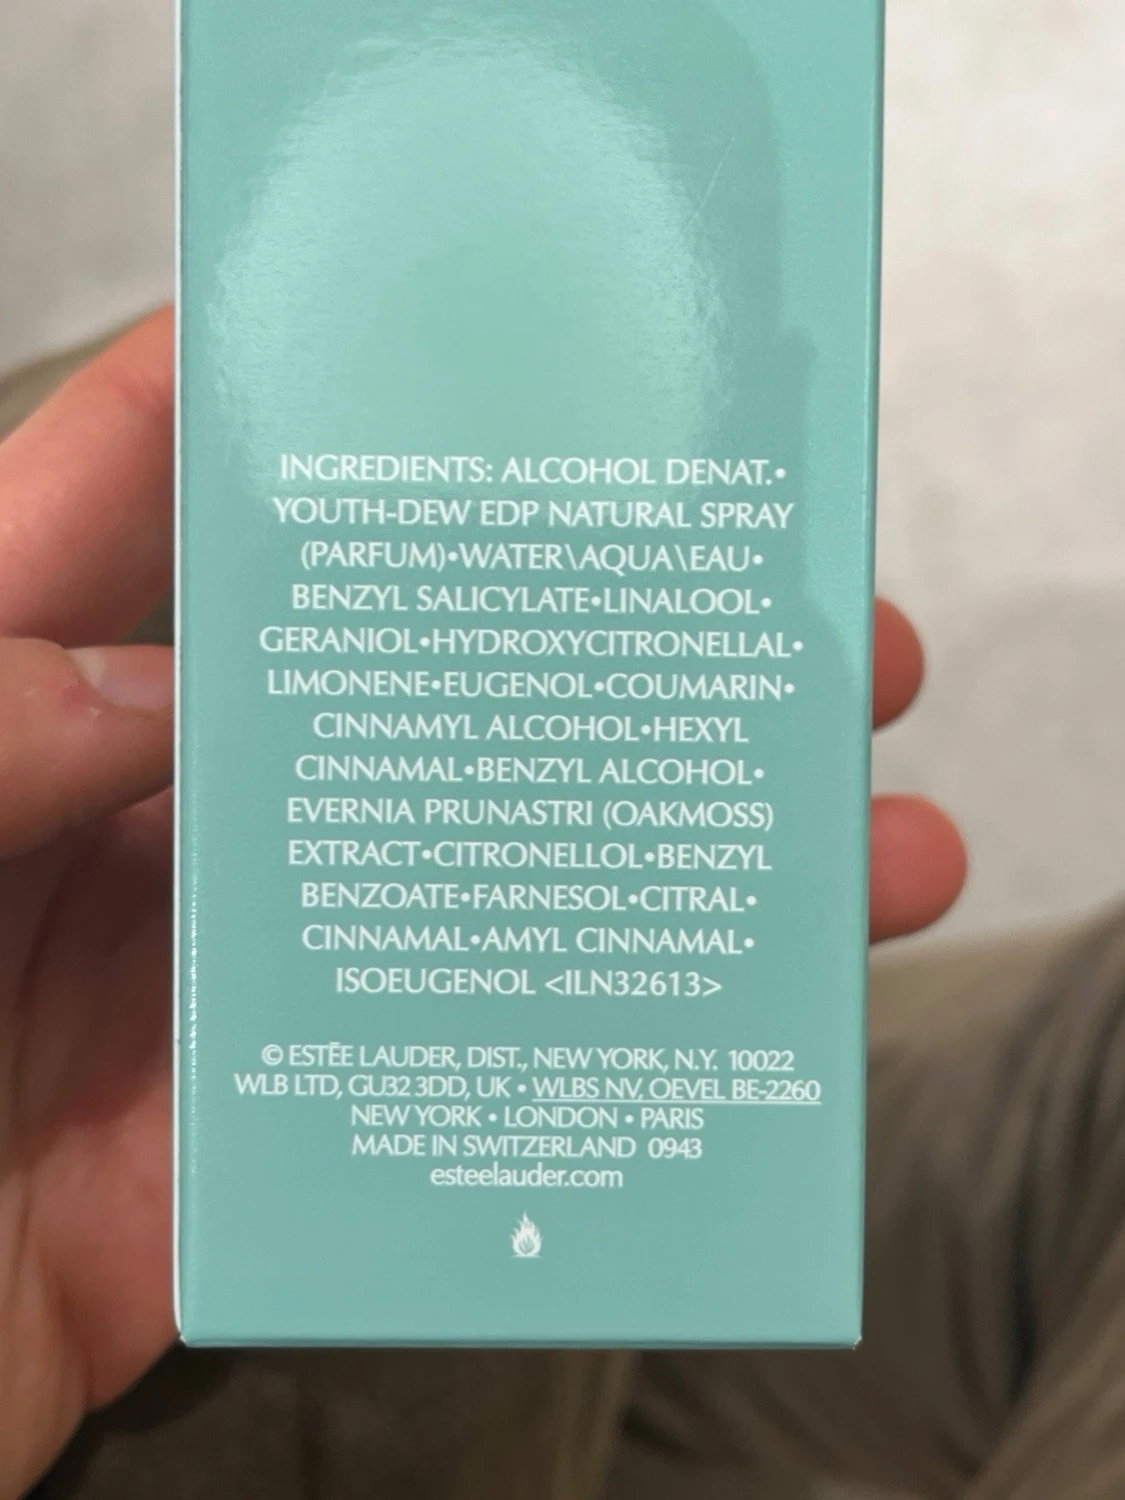 INGREDIENTS: ALCOHOL DENAT.•
YOUTH-DEW EDP NATURAL SPRAY
(PARFUM)•WATER\AQUA\EAU•
BENZYL SALICYLATE•LINALOOL•
GERANIOL•HYDROXYCITRONELLAL•
LIMONENE•EUGENOL•COUMARIN•
CINNAMYL ALCOHOL•HEXYL
CINNAMAL•BENZYL ALCOHOL•
EVERNIA PRUNASTRI (OAKMOSS)
EXTRACT•CITRONELLOL•BENZYL
BENZOATE•FARNESOL•CITRAL•
CINNAMAL•AMYL CINNAMAL•
ISOEUGENOL <ILN32613>
© ESTĒE LAUDER, DIST., NEW YORK, N.Y. 10022
WLB LTD, GU32 3DD, UK • WLBS NV, OEVEL BE-2260
NEW YORK • LONDON • PARIS
MADE IN SWITZERLAND 0943
esteelauder.com